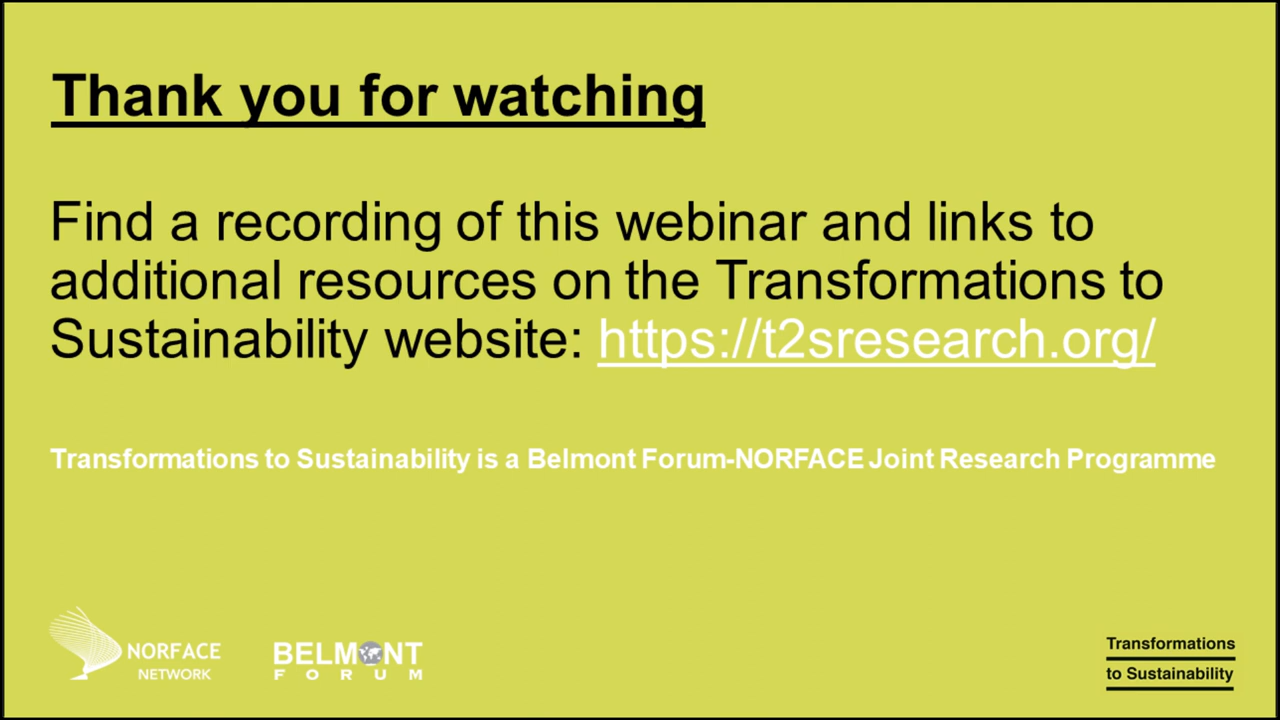 Thank you for watching
Find a recording of this webinar and links to
additional resources on the Transformations to
Sustainability website: https://t2sresearch.org/
Transformations to Sustainability is a Belmont Forum-NORFACE Joint Research Programme
NORFACE
NETWORK
BELMONT
FORUM
Transformations
to Sustainability